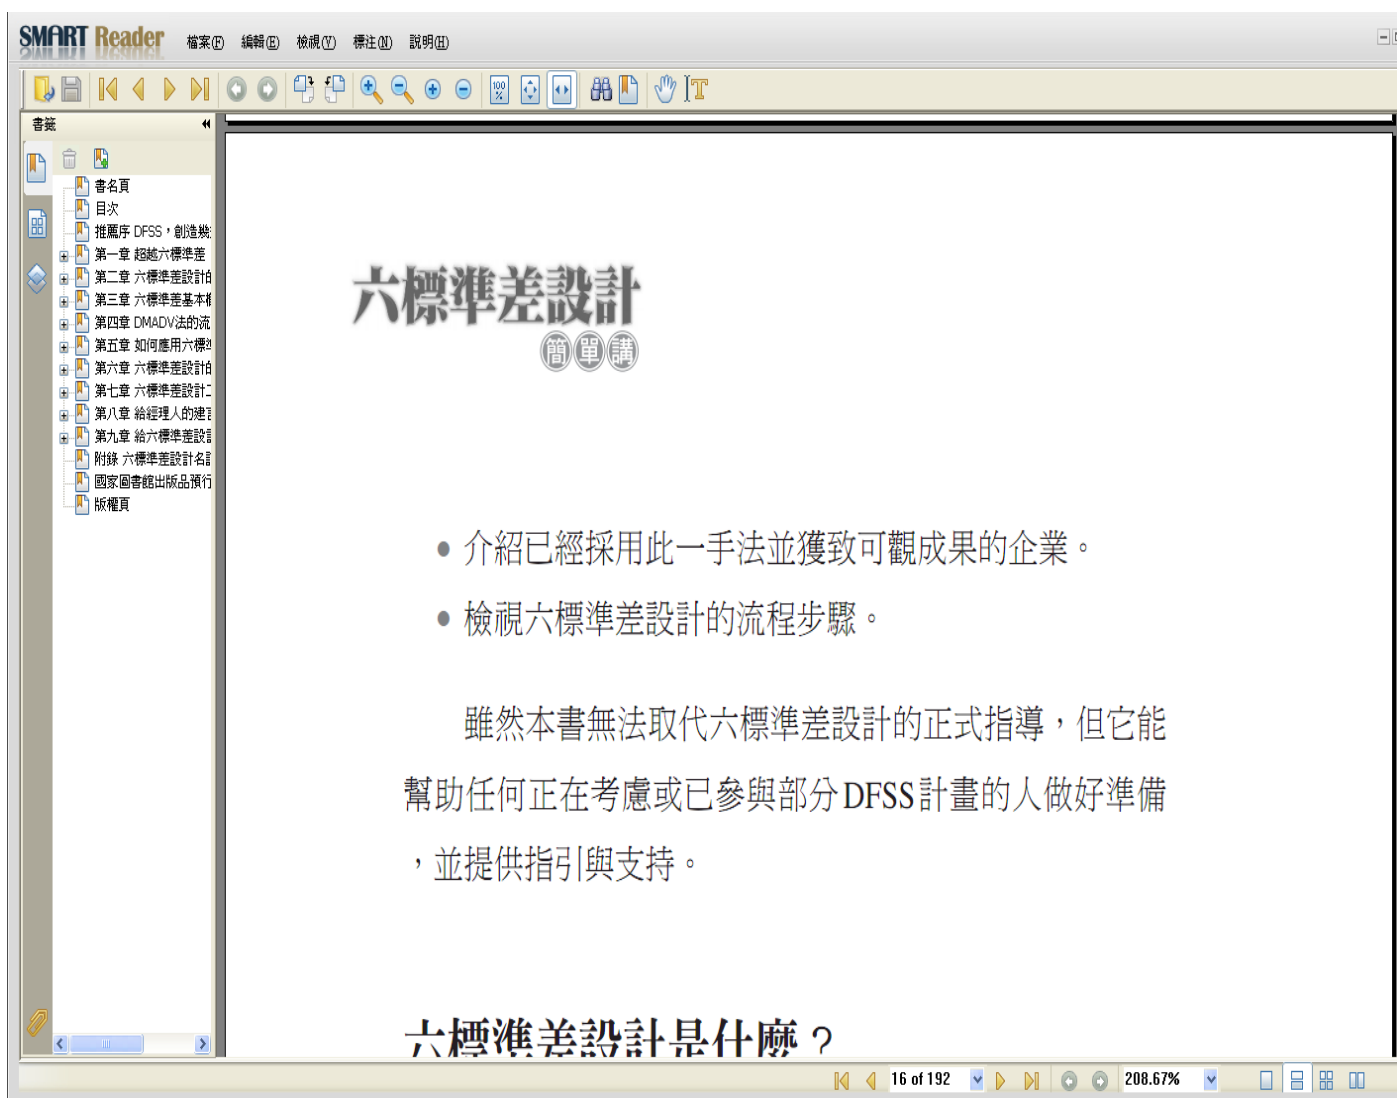 SMART Reader 檔案(F) 編輯(E) 檢視(V) 標注(N) 説明(H)
書籤
書名頁
目次
推薦序 DFSS，創造幾
第一章 超越六標準差
第二章 六標準差設計的
第三章 六標準差基本概
第四章 DMADV法的流
第五章 如何應用六標準
第六章 六標準差設計的
第七章 六標準差設計二
第八章 給經理人的建言
第九章 給六標準差設計
附錄 六標準差設計名詞
國家圖書館出版品預行
版權頁
六標準差設計
簡單講
● 介紹已經採用此一手法並獲致可觀成果的企業。
● 檢視六標準差設計的流程步驟。
雖然本書無法取代六標準差設計的正式指導，但它能
幫助任何正在考慮或已參與部分DFSS計畫的人做好準備
，並提供指引與支持。
六標準差設計是什麼？
16 of 192 208.67%